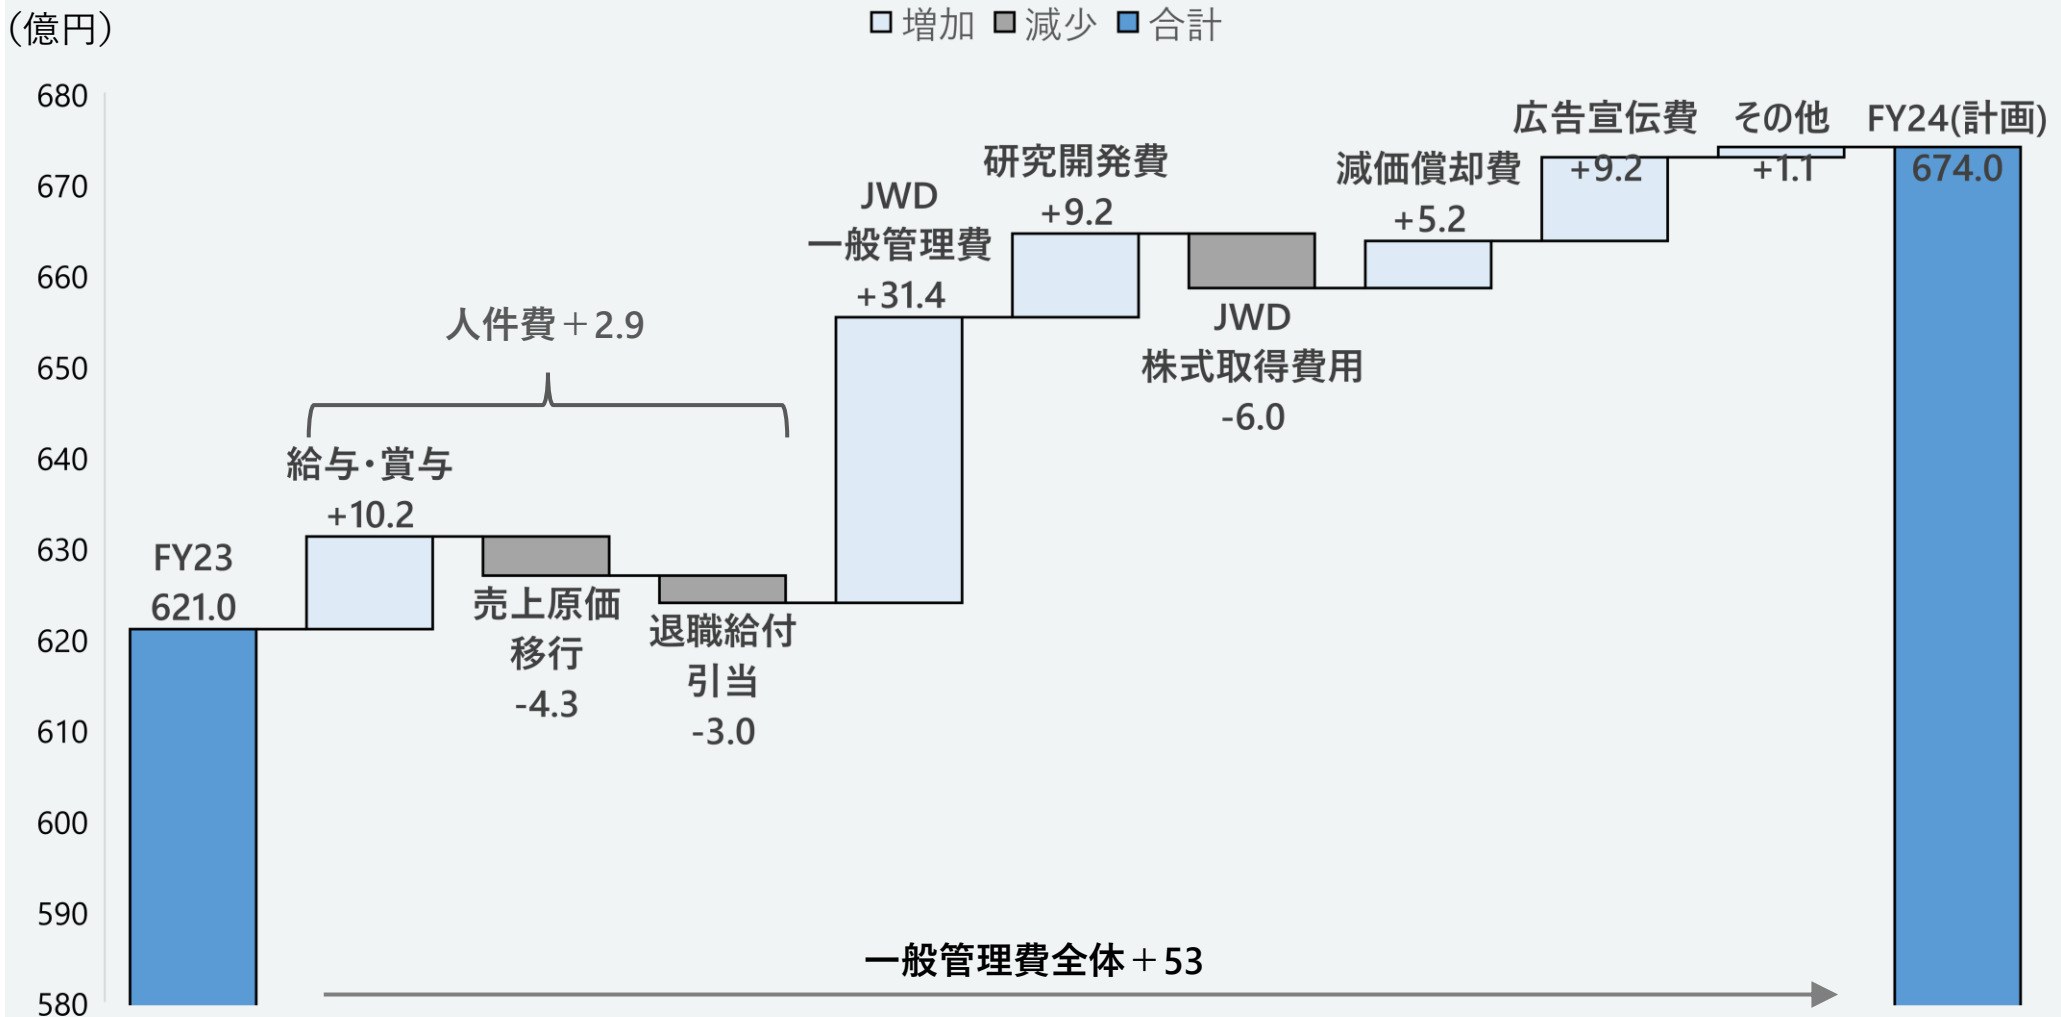 (億円)
増加 減少 合計
680
670
660
650
640
630
620
610
600
590
580
FY23
621.0
人件費＋2.9
給与・賞与
+10.2
売上原価
移行
-4.3
退職給付
引当
-3.0
JWD
一般管理費
+31.4
研究開発費
+9.2
JWD
株式取得費用
-6.0
減価償却費
+5.2
広告宣伝費
+9.2
その他
+1.1
FY24(計画)
674.0
一般管理費全体＋53